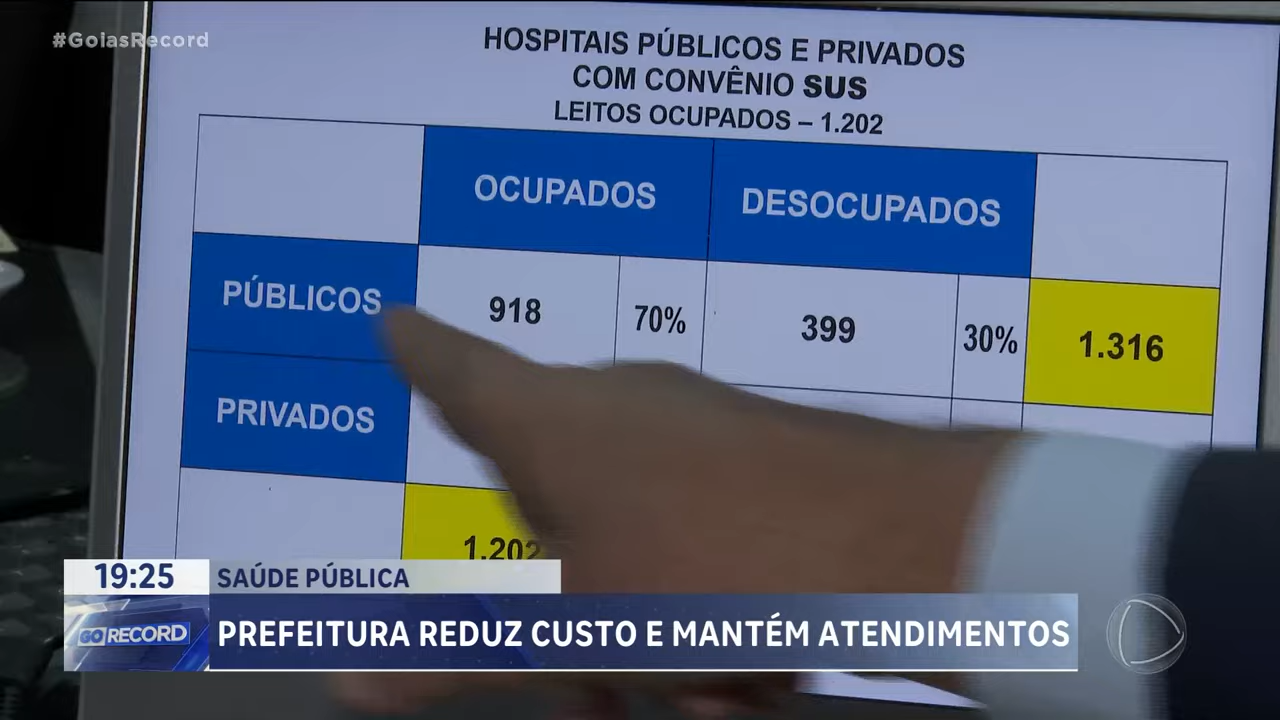 #GoiasRecord
HOSPITAIS PÚBLICOS E PRIVADOS
COM CONVÊNIO SUS
LEITOS OCUPADOS – 1.202
OCUPADOS
DESOCUPADOS
PÚBLICOS
918
70%
399
30%
1.316
PRIVADOS
1.202
19:25
SAÚDE PÚBLICA
GO RECORD
PREFEITURA REDUZ CUSTO E MANTÉM ATENDIMENTOS